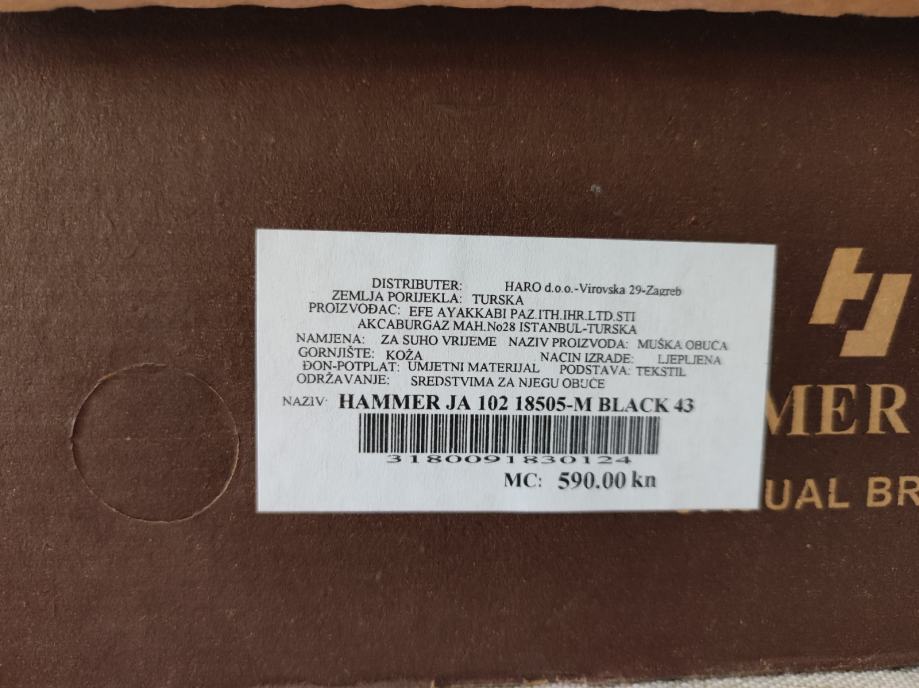 DISTRIBUTER: HARO d.o.o.-Virovska 29-Zagreb
ZEMLJA PORIJEKLA: TURSKA
PROIZVOĐAC: EFE AYAKKABI PAZ.ITH.IHR.LTD.STI
AKCABURGAZ MAH.No28 ISTANBUL-TURSKA
NAMJENA: ZA SUHO VRIJEME NAZIV PROIZVODA: MUŠKA OBUĆA
GORNJIŠTE: KOŽA NACIN IZRADE: LJEPLJENA
ĐON-POTPLAT: UMJETNI MATERIJAL PODSTAVA: TEKSTIL
ODRŽAVANJE: SREDSTVIMA ZA NJEGU OBUĆE
NAZIV: HAMMER JA 102 18505-M BLACK 43
3180091830124
MC: 590.00 kn
MER
UAL BR